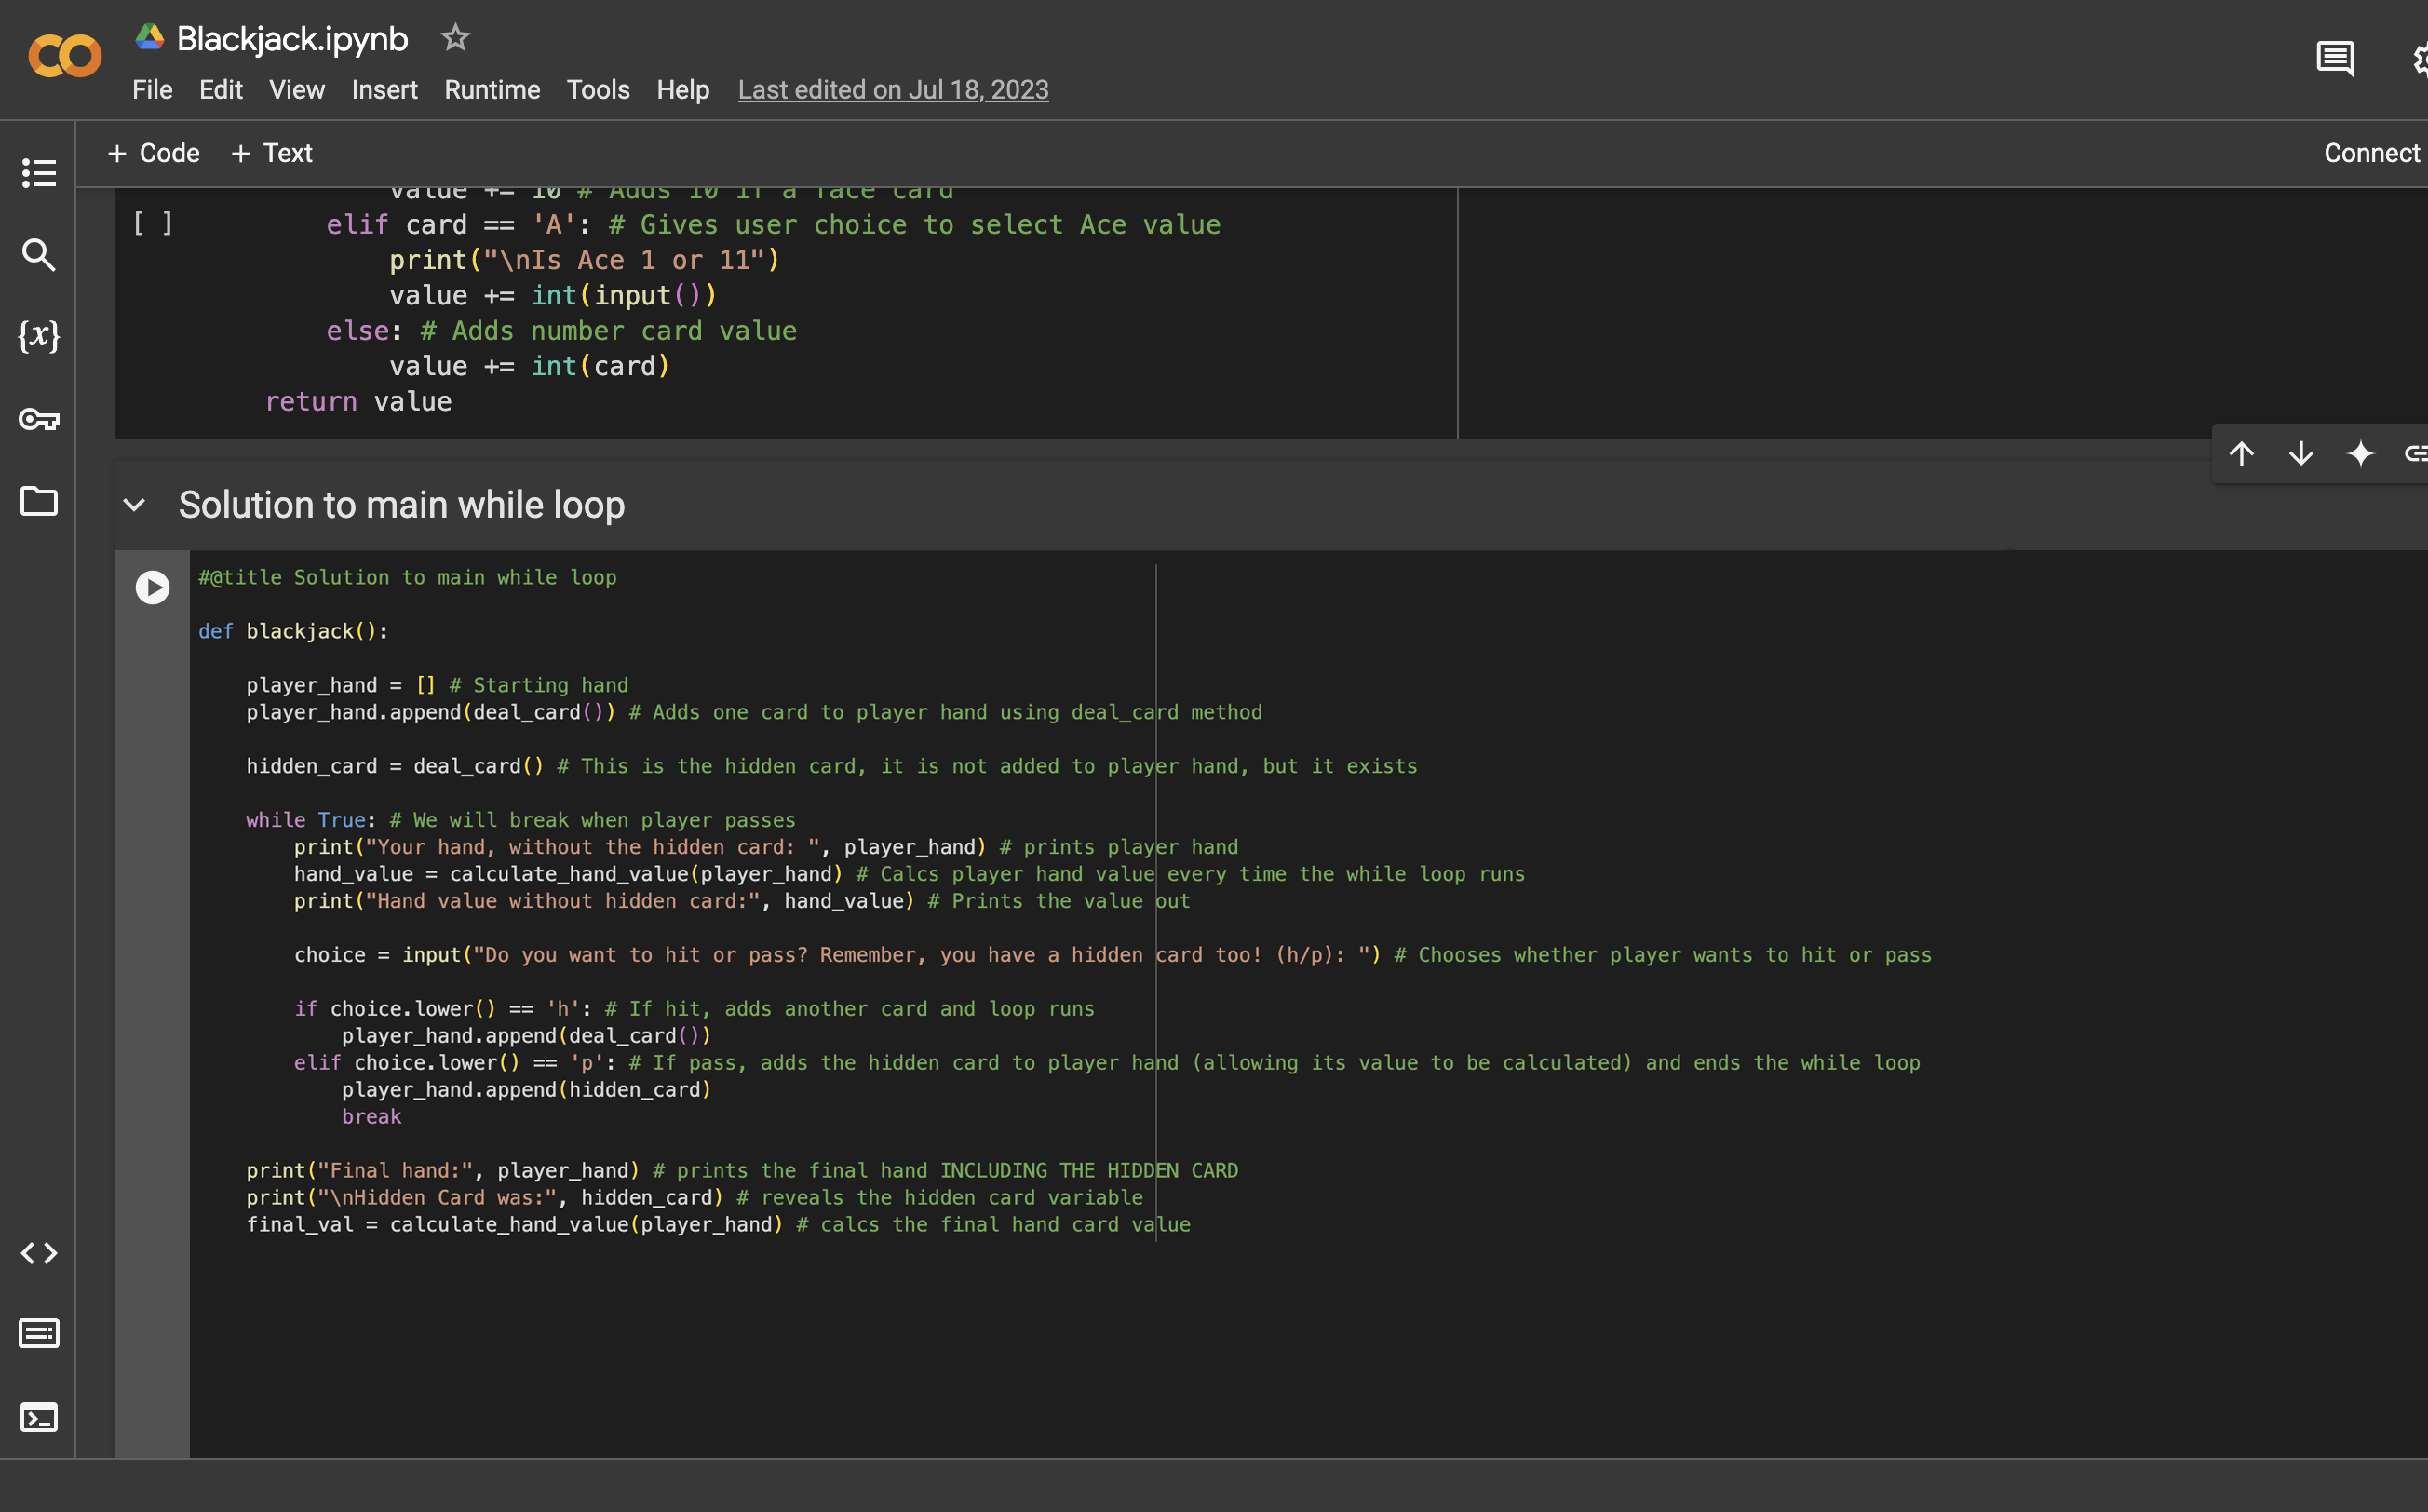 Blackjack.ipynb
File Edit View Insert Runtime Tools Help Last edited on Jul 18, 2023
+ Code + Text Connect
value += 10 # Adds 10 if a face card
[ ] elif card == 'A': # Gives user choice to select Ace value
print("\nIs Ace 1 or 11")
value += int(input())
else: # Adds number card value
value += int(card)
return value
{x}
Solution to main while loop
#@title Solution to main while loop
def blackjack():
player_hand = [] # Starting hand
player_hand.append(deal_card()) # Adds one card to player hand using deal_card method
hidden_card = deal_card() # This is the hidden card, it is not added to player hand, but it exists
while True: # We will break when player passes
print("Your hand, without the hidden card: ", player_hand) # prints player hand
hand_value = calculate_hand_value(player_hand) # Calcs player hand value every time the while loop runs
print("Hand value without hidden card:", hand_value) # Prints the value out
choice = input("Do you want to hit or pass? Remember, you have a hidden card too! (h/p): ") # Chooses whether player wants to hit or pass
if choice.lower() == 'h': # If hit, adds another card and loop runs
player_hand.append(deal_card())
elif choice.lower() == 'p': # If pass, adds the hidden card to player hand (allowing its value to be calculated) and ends the while loop
player_hand.append(hidden_card)
break
print("Final hand:", player_hand) # prints the final hand INCLUDING THE HIDDEN CARD
print("\nHidden Card was:", hidden_card) # reveals the hidden card variable
final_val = calculate_hand_value(player_hand) # calcs the final hand card value